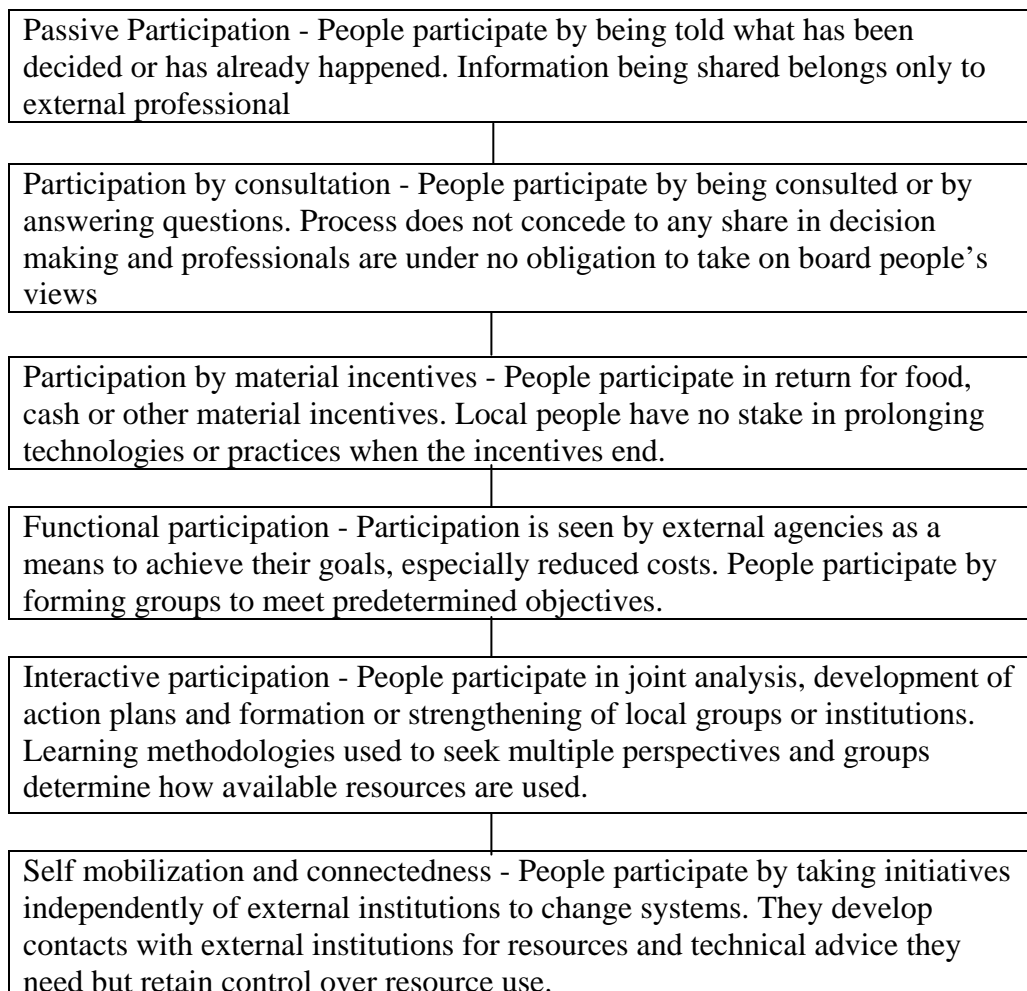 Passive Participation - People participate by being told what has been
decided or has already happened. Information being shared belongs only to
external professional
Participation by consultation - People participate by being consulted or by
answering questions. Process does not concede to any share in decision
making and professionals are under no obligation to take on board people’s
views
Participation by material incentives - People participate in return for food,
cash or other material incentives. Local people have no stake in prolonging
technologies or practices when the incentives end.
Functional participation - Participation is seen by external agencies as a
means to achieve their goals, especially reduced costs. People participate by
forming groups to meet predetermined objectives.
Interactive participation - People participate in joint analysis, development of
action plans and formation or strengthening of local groups or institutions.
Learning methodologies used to seek multiple perspectives and groups
determine how available resources are used.
Self mobilization and connectedness - People participate by taking initiatives
independently of external institutions to change systems. They develop
contacts with external institutions for resources and technical advice they
need but retain control over resource use.